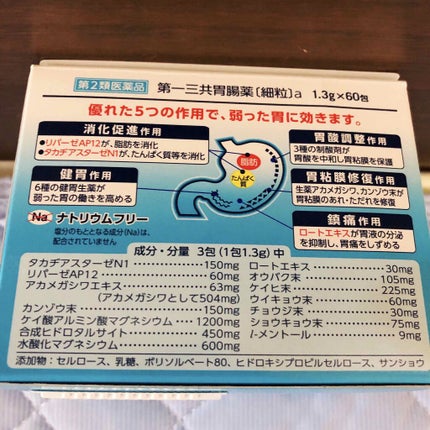 第2類医薬品 第一三共胃腸薬〔細粒〕a 1.3g×60包
優れた5つの作用で、弱った胃に効きます。
消化促進作用
●リパーゼAP12が、脂肪を消化
●タカヂアスターゼN1が、たんぱく質等を消化
健胃作用
6種の健胃生薬が
弱った胃の働きを高める
Na ナトリウムフリー
塩分のもととなる成分(Na)は、
配合されていません
脂肪
たんぱく
質
胃酸調整作用
3種の制酸剤が
胃酸を中和し胃粘膜を保護
胃粘膜修復作用
生薬アカメガシワ、カンゾウ末が
胃粘膜のあれ・ただれを修復
鎮痛作用
ロートエキスが胃液の分泌
を抑制し、胃痛をしずめる
成分・分量 3包(1包1.3g)中
タカヂアスターゼN1 150mg
リパーゼAP12 60mg
アカメガシワエキス 63mg
(アカメガシワとして504mg)
カンゾウ末 150mg
ケイ酸アルミン酸マグネシウム 1200mg
合成ヒドロタルサイト 450mg
水酸化マグネシウム 600mg
ロートエキス 30mg
オウバク末 105mg
ケイヒ末 225mg
ウイキョウ末 60mg
チョウジ末 30mg
ショウキョウ末 75mg
l-メントール 9mg
添加物:セルロース、乳糖、ポリソルベート80、ヒドロキシプロピルセルロース、サンショウ